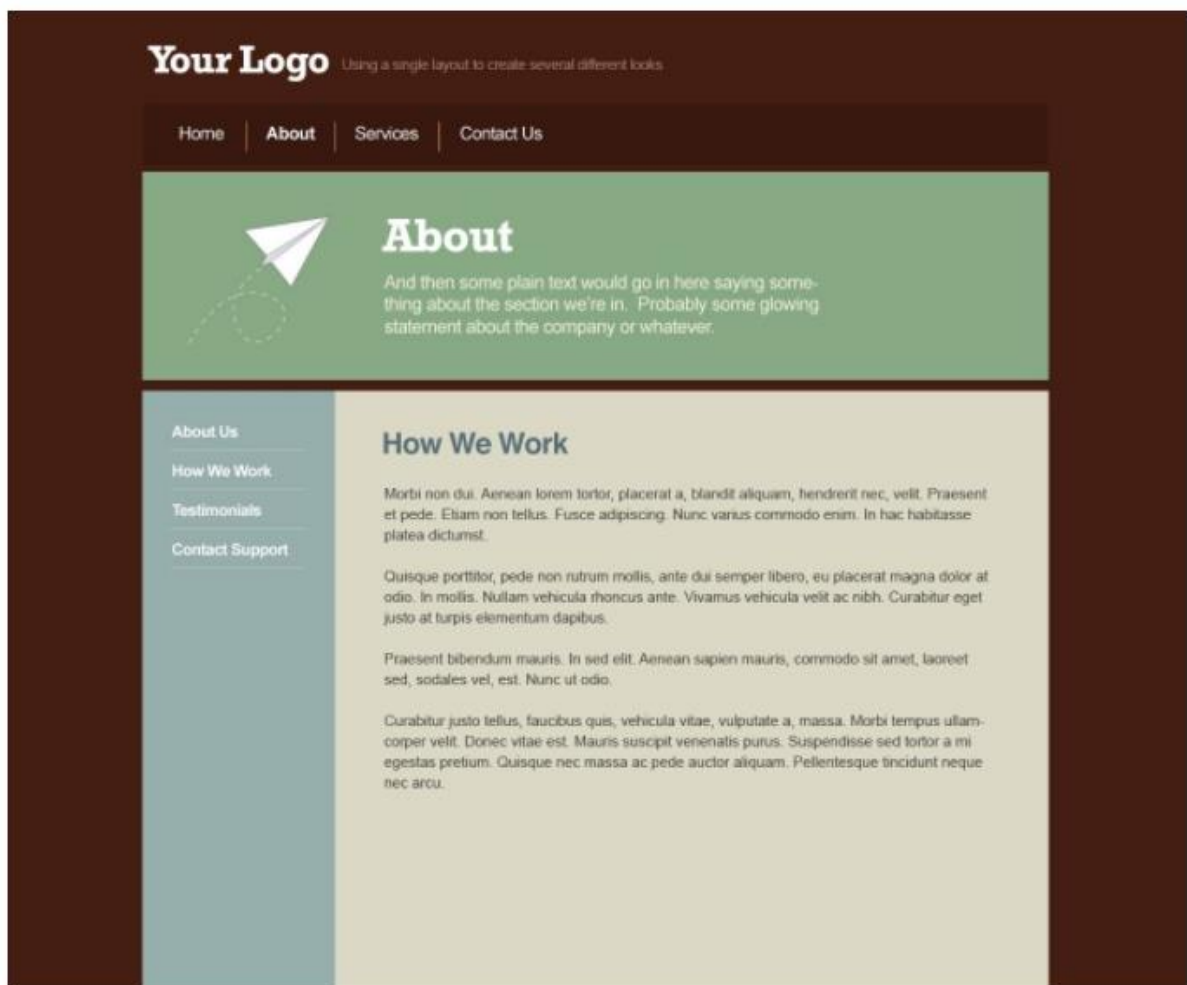 Your Logo Using a single layout to create several different looks
Home About Services Contact Us
About
And then some plain text would go in here saying some-
thing about the section we're in. Probably some glowing
statement about the company or whatever.
About Us
How We Work
Testimonials
Contact Support
How We Work
Morbi non dui. Aenean lorem tortor, placerat a, blandit aliquam, hendrerit nec, velit. Praesent
et pede. Etiam non tellus. Fusce adipiscing. Nunc varius commodo enim. In hac habitasse
platea dictumst.
Quisque porttitor, pede non rutrum mollis, ante dui semper libero, eu placerat magna dolor at
odio. In mollis. Nullam vehicula rhoncus ante. Vivamus vehicula velit ac nibh. Curabitur eget
justo at turpis elementum dapibus.
Praesent bibendum mauris. In sed elit. Aenean sapien mauris, commodo sit amet, laoreet
sed, sodales vel, est. Nunc ut odio.
Curabitur justo tellus, faucibus quis, vehicula vitae, vulputate a, massa. Morbi tempus ullam-
corper velit. Donec vitae est. Mauris suscipit venenatis purus. Suspendisse sed tortor a mi
egestas pretium. Quisque nec massa ac pede auctor aliquam. Pellentesque tincidunt neque
nec arcu.